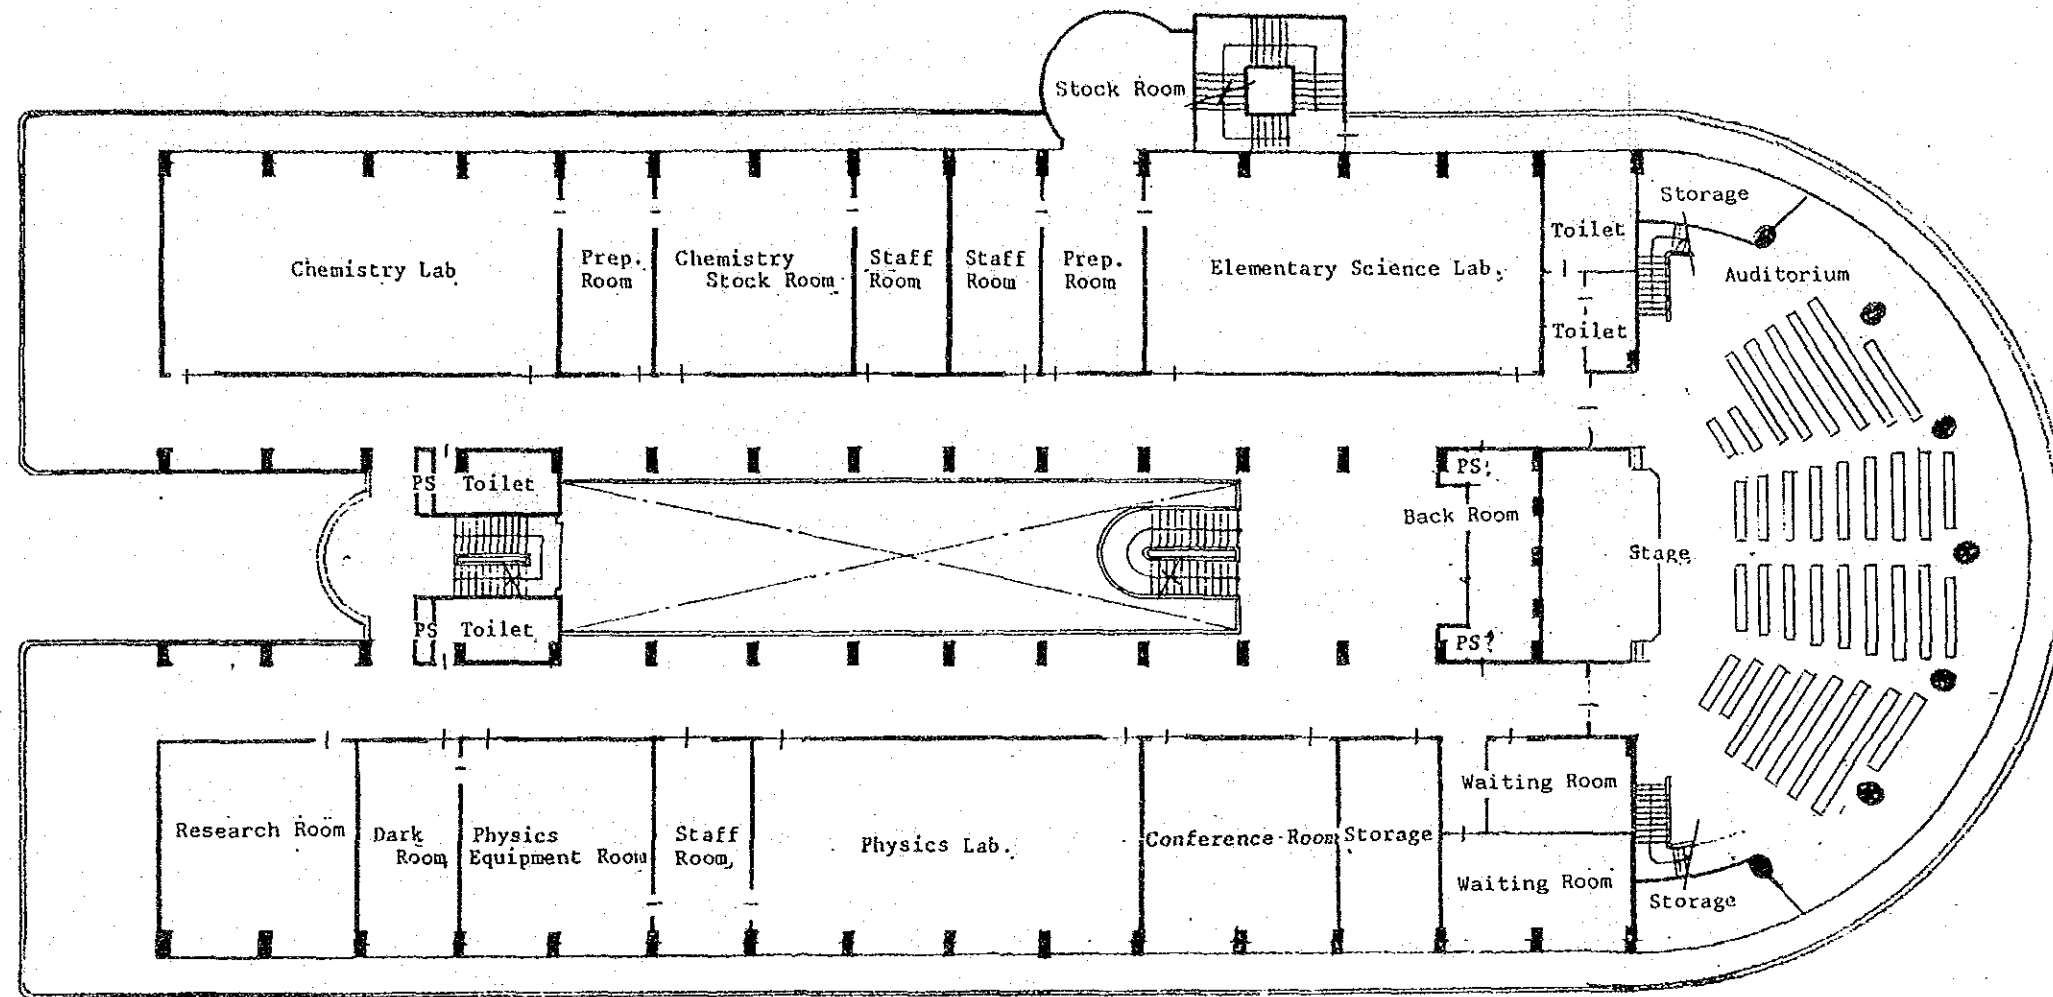 Stock Room
Storage
Toilet
Chemistry Lab
Prep.
Room
Chemistry
Stock Room
Staff
Room
Staff
Room
Prep.
Room
Elementary Science Lab.
Auditorium
Toilet
PS
Toilet
PS
Back Room
Stage
PS
Toilet
PS
Research Room
Dark
Room
Physics
Equipment Room
Staff
Room
Physics Lab.
Conference Room
Storage
Waiting Room
Waiting Room
Storage